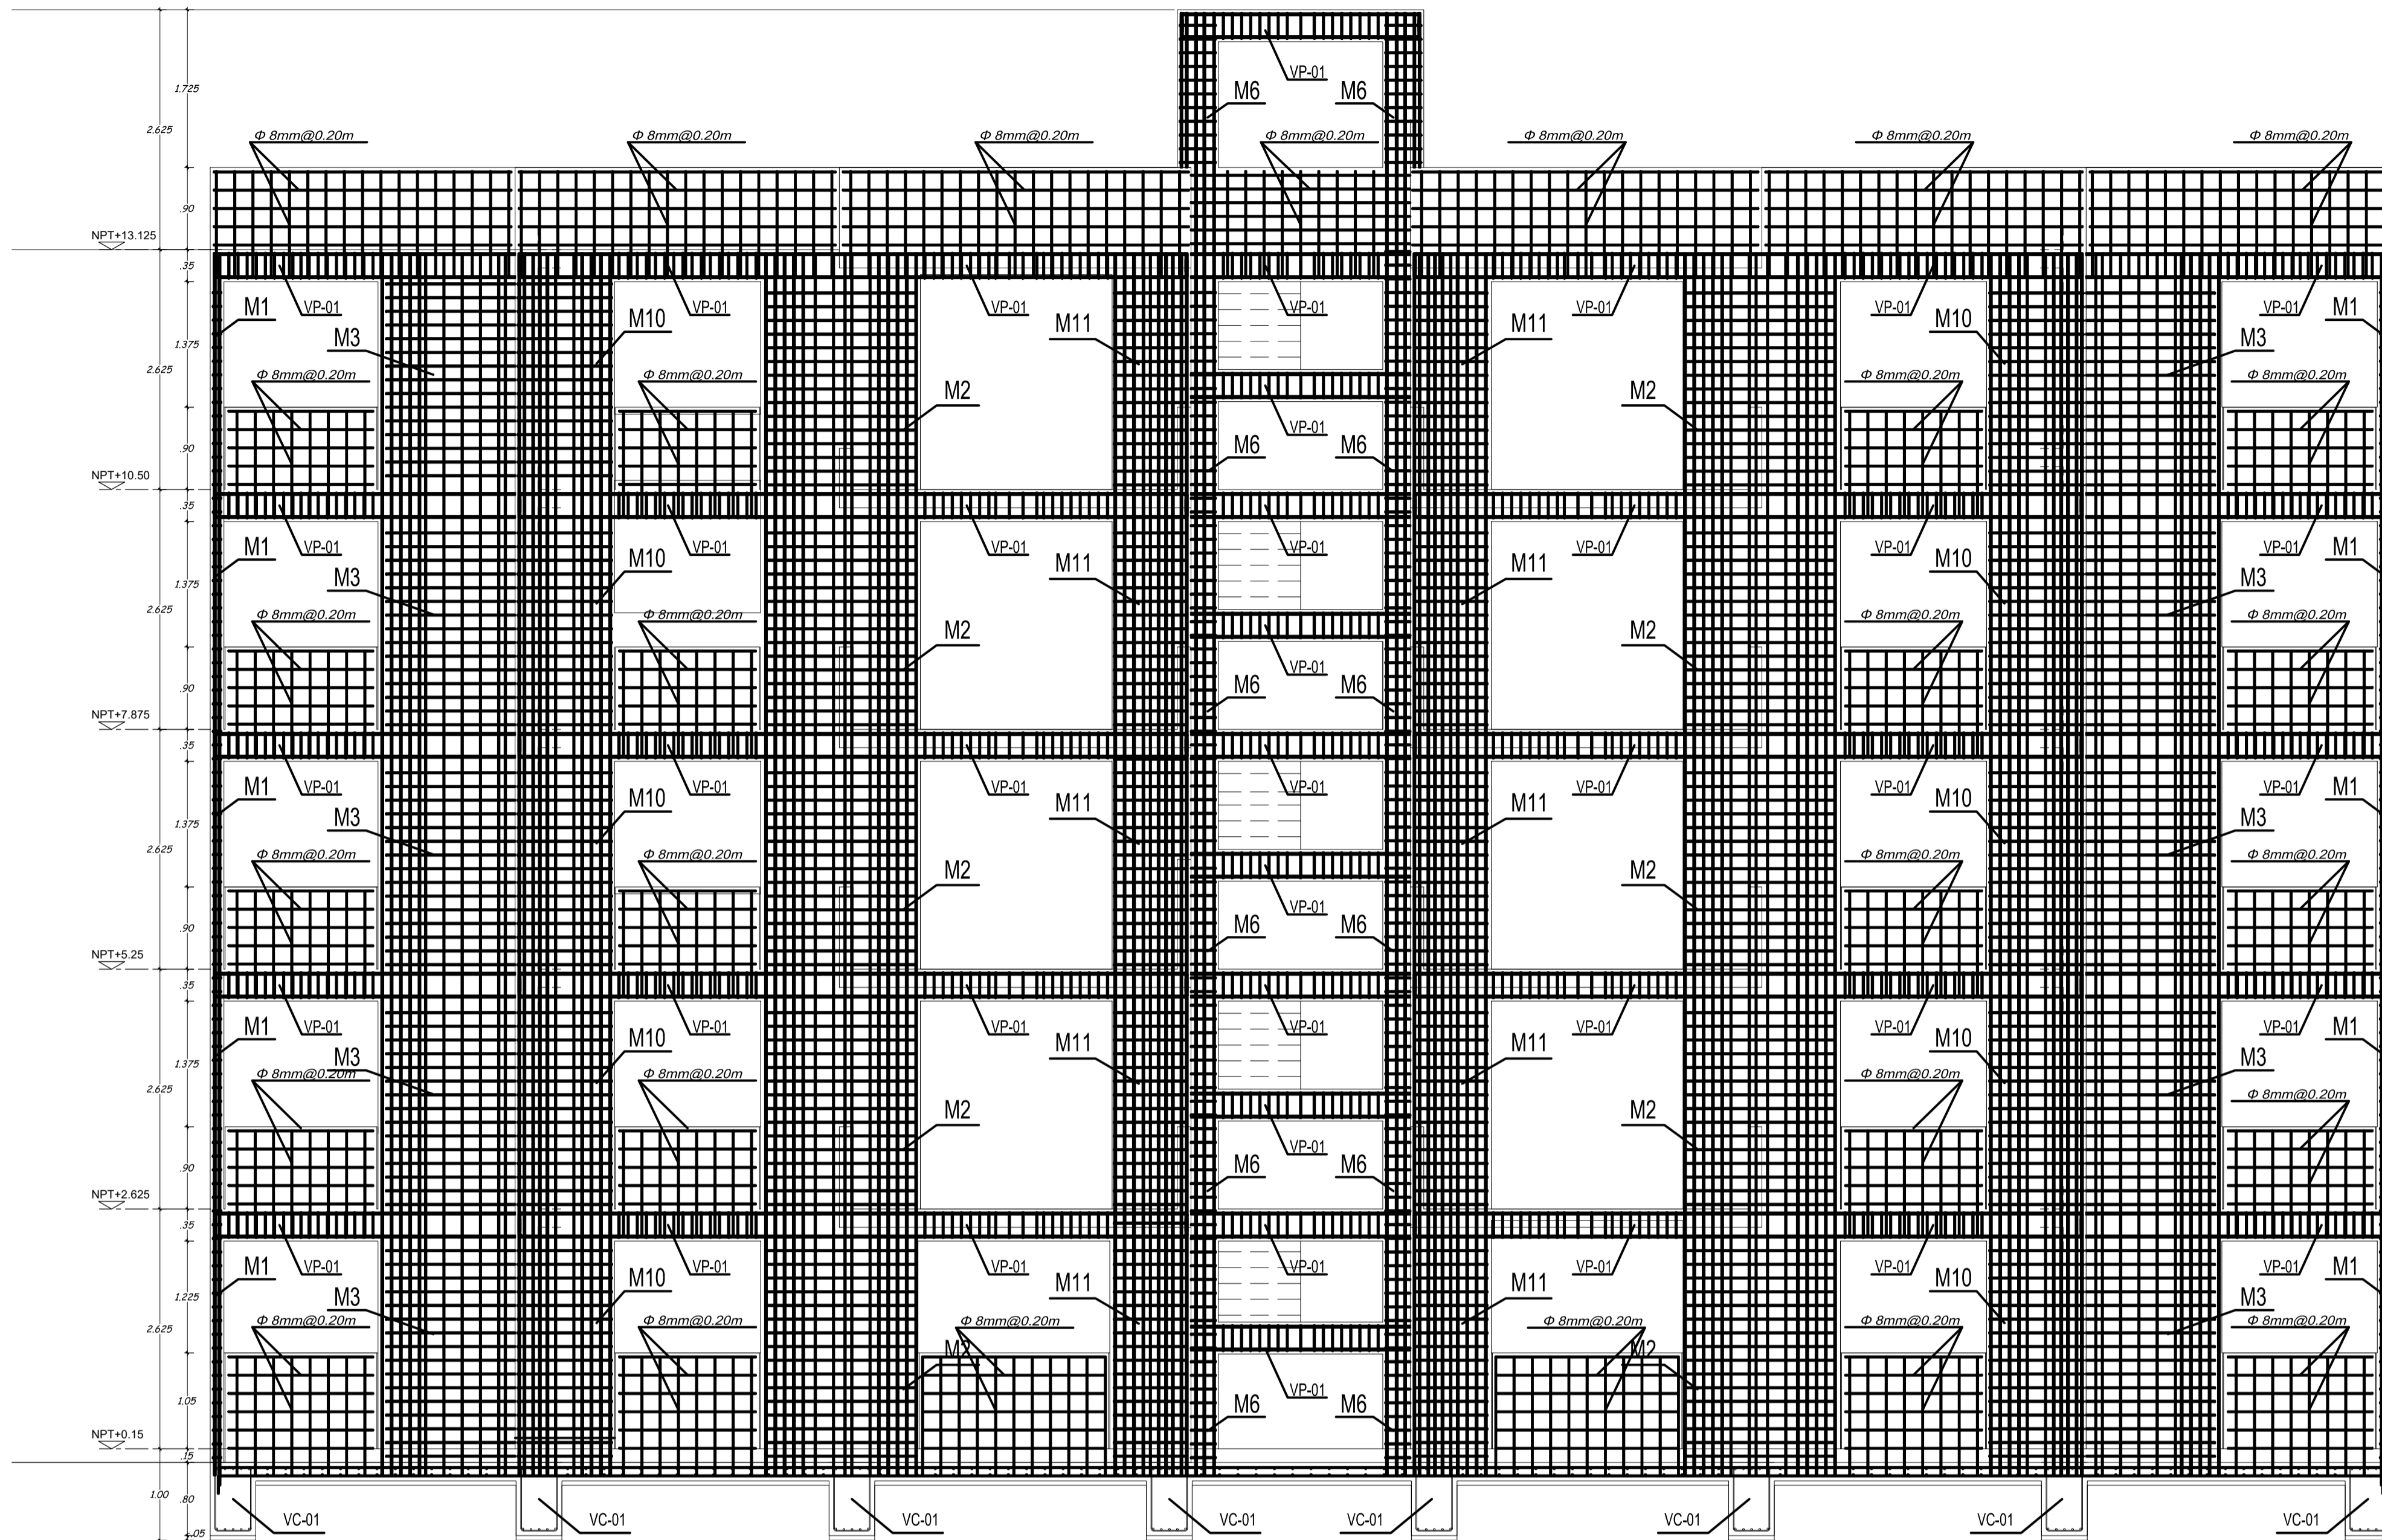 1.725
VP-01
M6 M6
2.625
Φ 8mm@0.20m Φ 8mm@0.20m Φ 8mm@0.20m Φ 8mm@0.20m Φ 8mm@0.20m Φ 8mm@0.20m Φ 8mm@0.20m
.90
NPT+13.125
.35
M1 VP-01 VP-01 VP-01 VP-01 VP-01 VP-01 VP-01 M1
M3 M10 M11 M11 M10 M3
1.375
2.625
Φ 8mm@0.20m Φ 8mm@0.20m Φ 8mm@0.20m Φ 8mm@0.20m
M2 M2
VP-01
.90 M6 M6
NPT+10.50
.35
M1 VP-01 VP-01 VP-01 VP-01 VP-01 VP-01 VP-01 M1
M3 M10 M11 M11 M10 M3
1.375
2.625
Φ 8mm@0.20m Φ 8mm@0.20m Φ 8mm@0.20m Φ 8mm@0.20m
M2 M2
VP-01
.90 M6 M6
NPT+7.875
.35
M1 VP-01 VP-01 VP-01 VP-01 VP-01 VP-01 VP-01 M1
M3 M10 M11 M11 M10 M3
1.375
2.625
Φ 8mm@0.20m Φ 8mm@0.20m Φ 8mm@0.20m Φ 8mm@0.20m
M2 M2
VP-01
.90 M6 M6
NPT+5.25
.35
M1 VP-01 VP-01 VP-01 VP-01 VP-01 VP-01 VP-01 M1
M3 M10 M11 M11 M10 M3
1.375
2.625
Φ 8mm@0.20m Φ 8mm@0.20m Φ 8mm@0.20m Φ 8mm@0.20m
M2 M2
VP-01
.90 M6 M6
NPT+2.625
.35
M1 VP-01 VP-01 VP-01 VP-01 VP-01 VP-01 VP-01 M1
M3 M10 M11 M11 M10 M3
1.225
2.625
Φ 8mm@0.20m Φ 8mm@0.20m Φ 8mm@0.20m Φ 8mm@0.20m Φ 8mm@0.20m Φ 8mm@0.20m
M2 M2
VP-01
1.05 M6 M6
NPT+0.15
.15
1.00 .80
VC-01 VC-01 VC-01 VC-01 VC-01 VC-01 VC-01 VC-01
.05